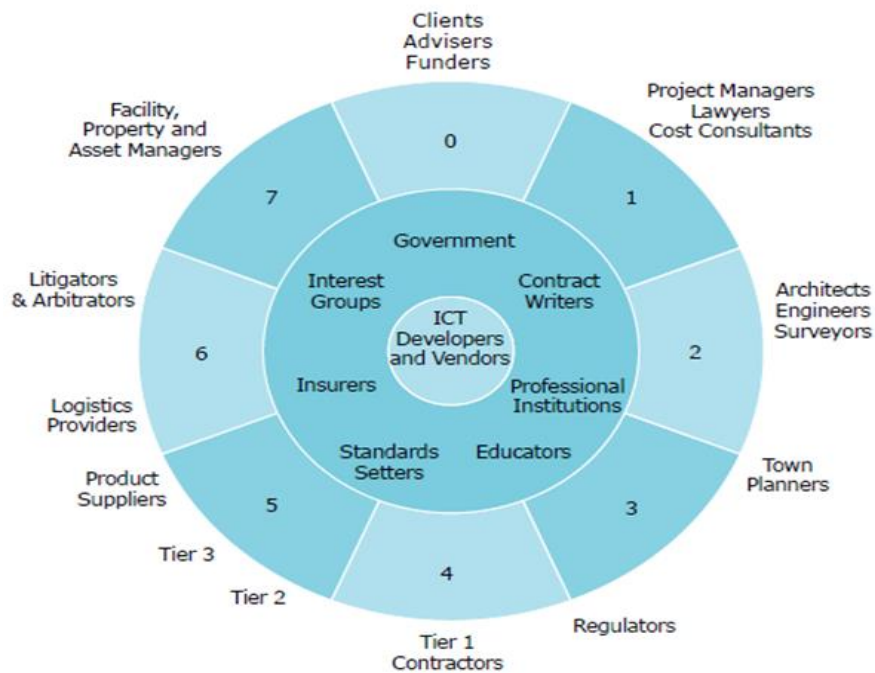 Clients
Advisers
Funders
Project Managers
Lawyers
Cost Consultants
Facility,
Property and
Asset Managers
0
7
1
Government
Interest
Groups
Contract
Writers
Litigators
& Arbitrators
Architects
Engineers
Surveyors
ICT
Developers
and Vendors
6
2
Insurers
Professional
Institutions
Logistics
Providers
Standards
Setters
Educators
Town
Planners
Product
Suppliers
5
3
Tier 3
Tier 2
4
Regulators
Tier 1
Contractors